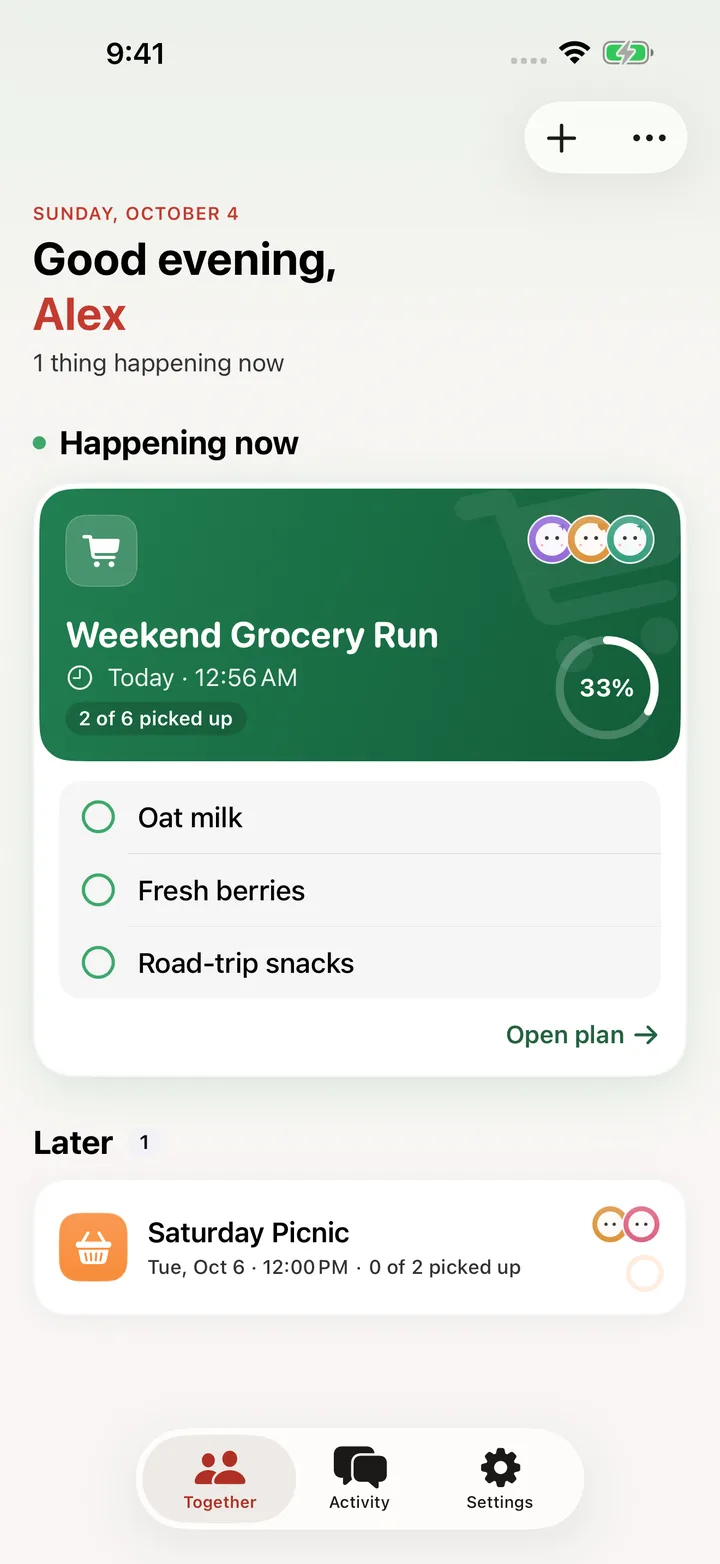 9:41
SUNDAY, OCTOBER 4
Good evening,
Alex
1 thing happening now
Happening now
Weekend Grocery Run
Today · 12:56 AM
2 of 6 picked up
33%
Oat milk
Fresh berries
Road-trip snacks
Open plan →
Later 1
Saturday Picnic
Tue, Oct 6 · 12:00 PM · 0 of 2 picked up
Together Activity Settings